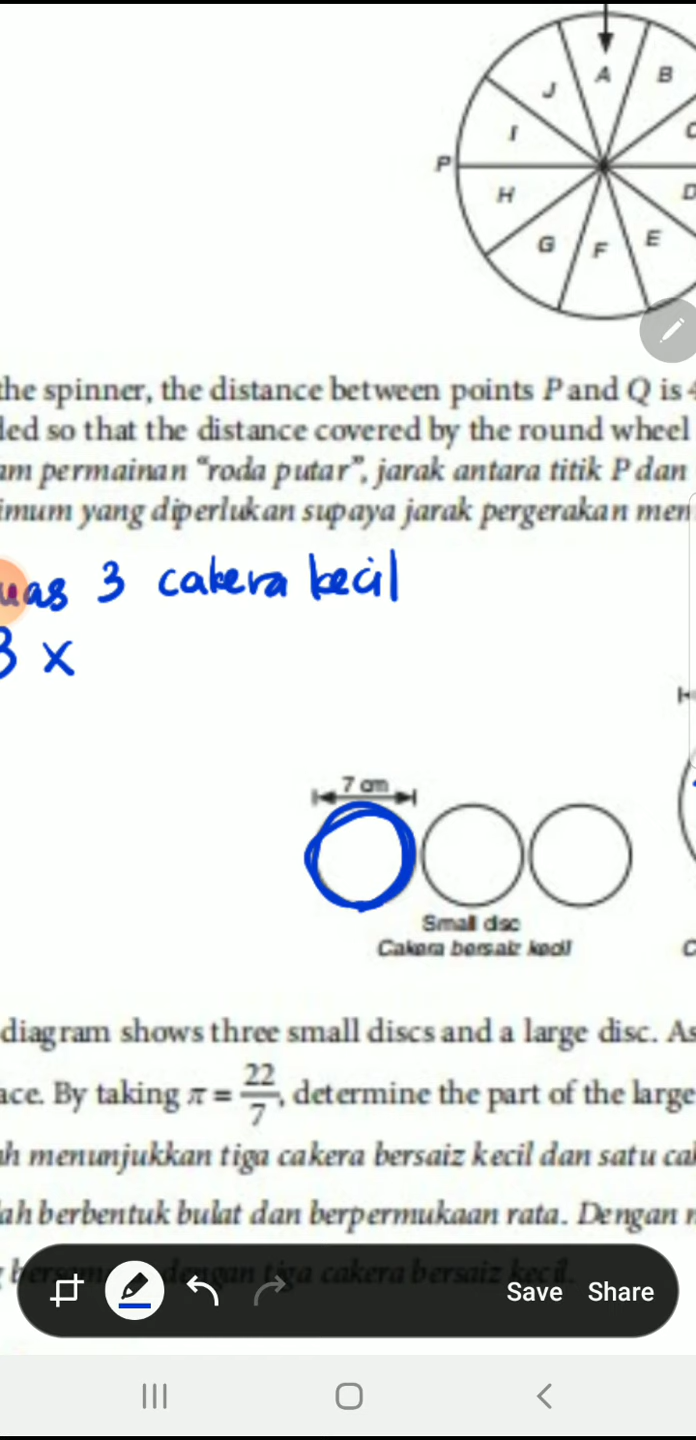 A B
J
I C
P
H D
G F E
the spinner, the distance between points P and Q is 4
led so that the distance covered by the round wheel
am permainan “roda putar”, jarak antara titik P dan
imum yang diperlukan supaya jarak pergerakan men
uas 3 cakera kecil
3 x
7 cm
Small disc
Cakera bersaiz kecil
C
diagram shows three small discs and a large disc. As
ace. By taking π = 22/7, determine the part of the large
ah menunjukkan tiga cakera bersaiz kecil dan satu cak
lah berbentuk bulat dan berpermukaan rata. Dengan m
dengan tiga cakera bersaiz kecil.
Save Share